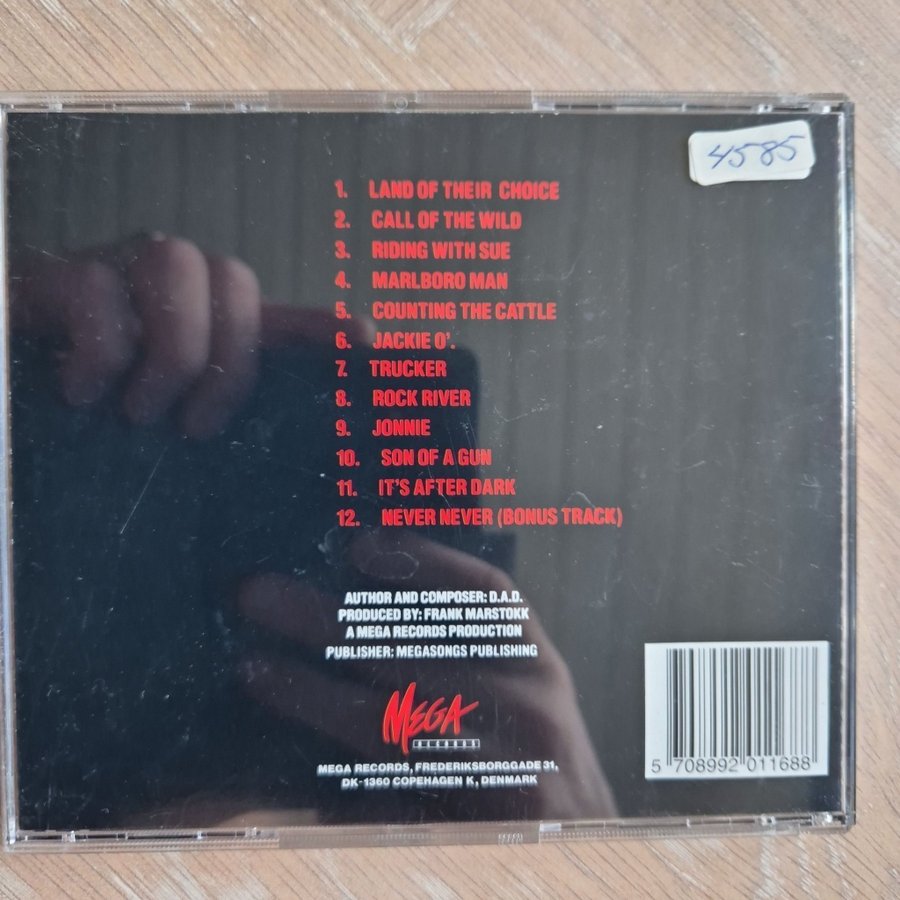 4585
1. LAND OF THEIR CHOICE
2. CALL OF THE WILD
3. RIDING WITH SUE
4. MARLBORO MAN
5. COUNTING THE CATTLE
6. JACKIE O'.
7. TRUCKER
8. ROCK RIVER
9. JONNIE
10. SON OF A GUN
11. IT'S AFTER DARK
12. NEVER NEVER (BONUS TRACK)
AUTHOR AND COMPOSER: D.A.D.
PRODUCED BY: FRANK MARSTOKK
A MEGA RECORDS PRODUCTION
PUBLISHER: MEGASONGS PUBLISHING
MEGA
RECORDS
MEGA RECORDS, FREDERIKSBORGGADE 31,
DK-1360 COPEHAGEN K, DENMARK
5 708992 011688